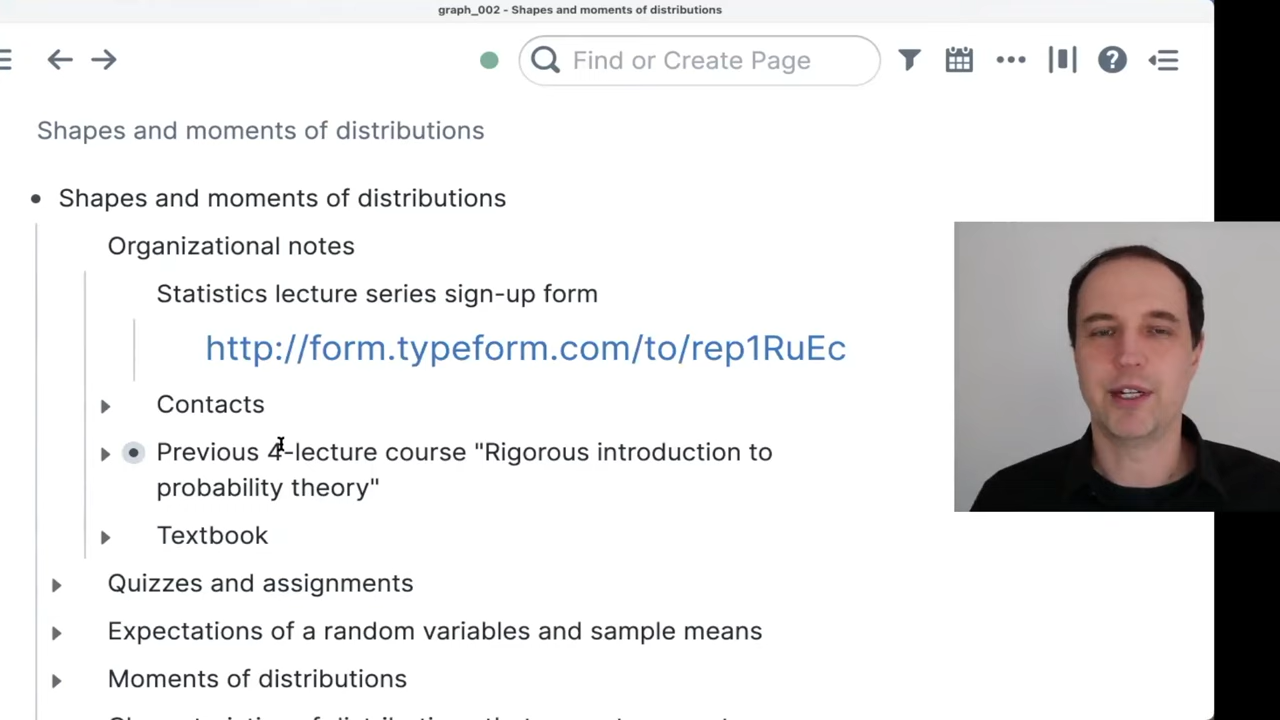 graph_002 - Shapes and moments of distributions
Find or Create Page
Shapes and moments of distributions
Shapes and moments of distributions
Organizational notes
Statistics lecture series sign-up form
http://form.typeform.com/to/rep1RuEc
Contacts
Previous 4-lecture course "Rigorous introduction to
probability theory"
Textbook
Quizzes and assignments
Expectations of a random variables and sample means
Moments of distributions